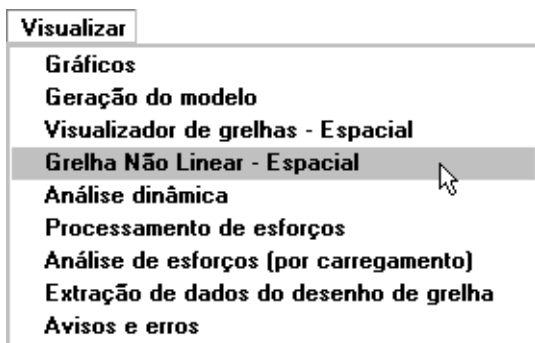 Visualizar
Gráficos
Geração do modelo
Visualizador de grelhas - Espacial
Grelha Não Linear - Espacial
Análise dinâmica
Processamento de esforços
Análise de esforços (por carregamento)
Extração de dados do desenho de grelha
Avisos e erros